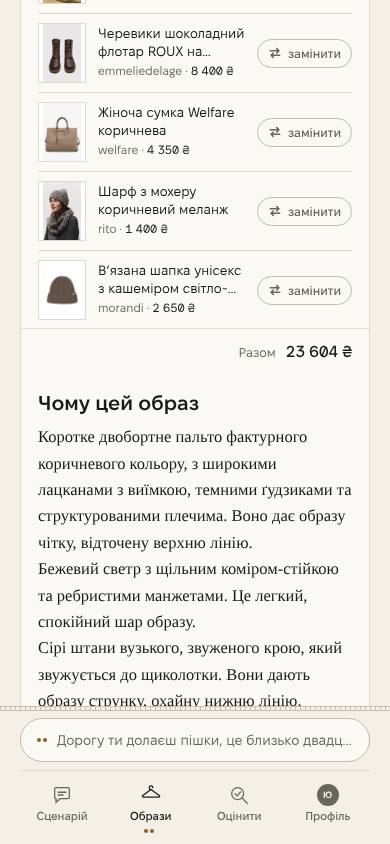 Черевики шоколадний
флотар ROUX на...
emmeliedelage · 8 400 ₴
замінити
Жіноча сумка Welfare
коричнева
welfare · 4 350 ₴
замінити
Шарф з мохеру
коричневий меланж
rito · 1 400 ₴
замінити
В’язана шапка унісекс
з кашеміром світло-...
morandi · 2 650 ₴
замінити
Разом 23 604 ₴
Чому цей образ
Коротке двобортне пальто фактурного
коричневого кольору, з широкими
лацканами з виїмкою, темними ґудзиками та
структурованими плечима. Воно дає образу
чітку, відточену верхню лінію.
Бежевий светр з щільним коміром-стійкою
та ребристими манжетами. Це легкий,
спокійний шар образу.
Сірі штани вузького, звуженого крою, який
звужується до щиколотки. Вони дають
образу струнку, охайну нижню лінію.
Дорогу ти долаєш пішки, це близько двадц...
Сценарій
Образи
Оцінити
Ю
Профіль